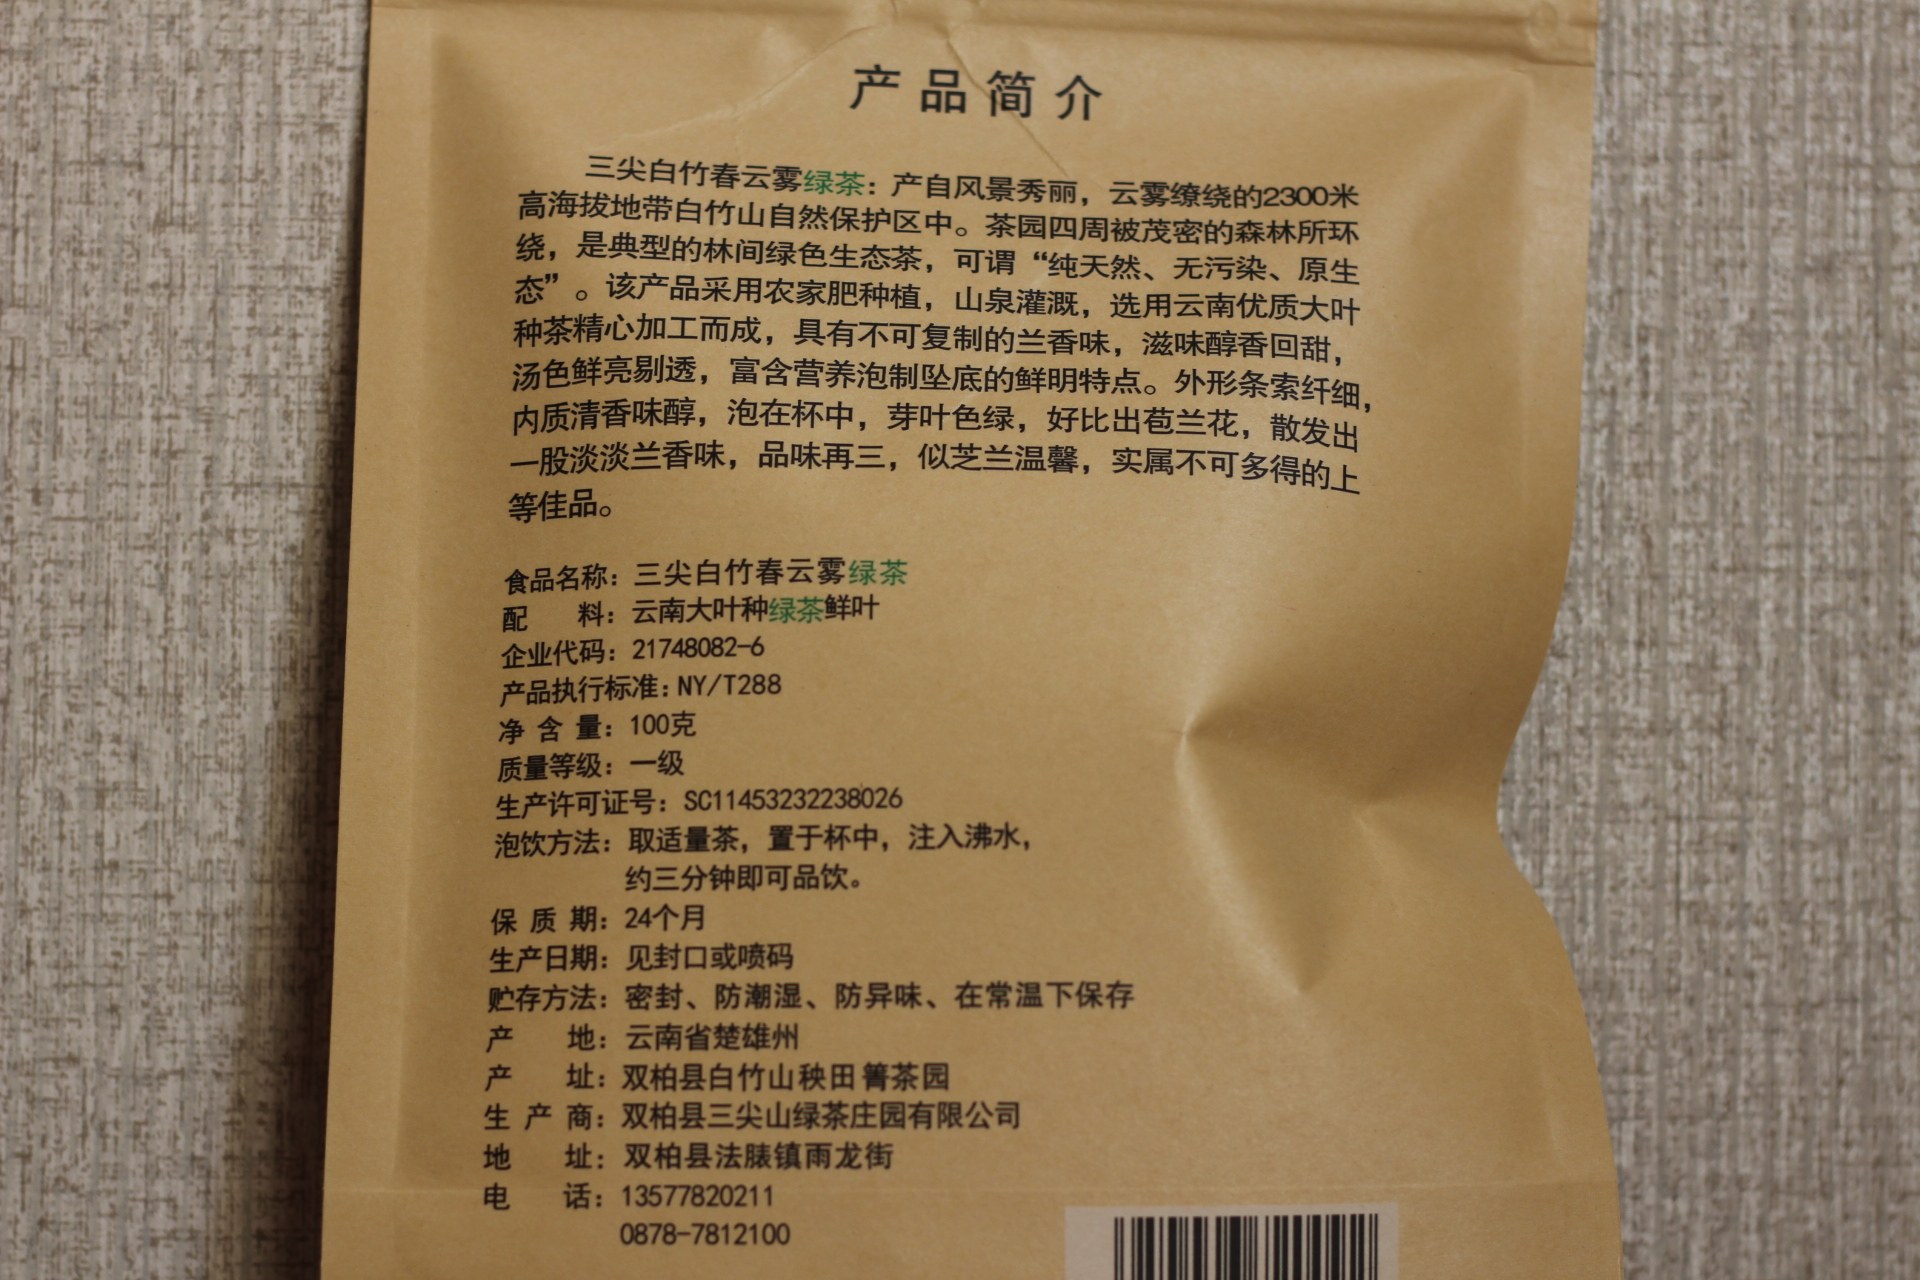 产品简介
三尖白竹春云雾绿茶：产自风景秀丽，云雾缭绕的2300米
高海拔地带白竹山自然保护区中。茶园四周被茂密的森林所环
绕，是典型的林间绿色生态茶，可谓“纯天然、无污染、原生
态”。该产品采用农家肥种植，山泉灌溉，选用云南优质大叶
种茶精心加工而成，具有不可复制的兰香味，滋味醇香回甜，
汤色鲜亮剔透，富含营养泡制坠底的鲜明特点。外形条索纤细，
内质清香味醇，泡在杯中，芽叶色绿，好比出苞兰花，散发出
一股淡淡兰香味，品味再三，似芝兰温馨，实属不可多得的上
等佳品。
食品名称：三尖白竹春云雾绿茶
配 料：云南大叶种绿茶鲜叶
企业代码：21748082-6
产品执行标准：NY/T288
净含量：100克
质量等级：一级
生产许可证号：SC11453232238026
泡饮方法：取适量茶，置于杯中，注入沸水，
约三分钟即可品饮。
保质期：24个月
生产日期：见封口或喷码
贮存方法：密封、防潮湿、防异味、在常温下保存
产 地：云南省楚雄州
产 址：双柏县白竹山秧田箐茶园
生产商：双柏县三尖山绿茶庄园有限公司
地 址：双柏县法脿镇雨龙街
电 话：13577820211
0878-7812100